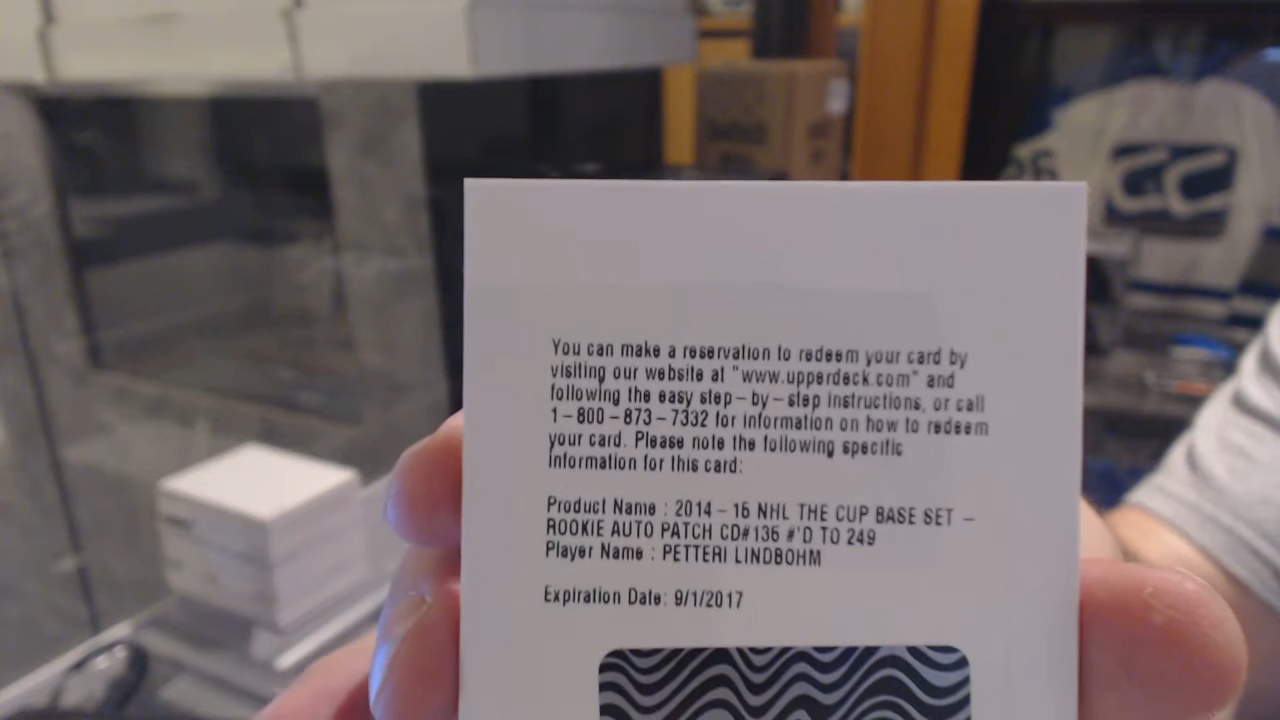 You can make a reservation to redeem your card by
visiting our website at "www.upperdeck.com" and
following the easy step-by-step instructions, or call
1-800-873-7332 for information on how to redeem
your card. Please note the following specific
information for this card:
Product Name : 2014-15 NHL THE CUP BASE SET -
ROOKIE AUTO PATCH CD#135 #'D TO 249
Player Name : PETTERI LINDBOHM
Expiration Date: 9/1/2017